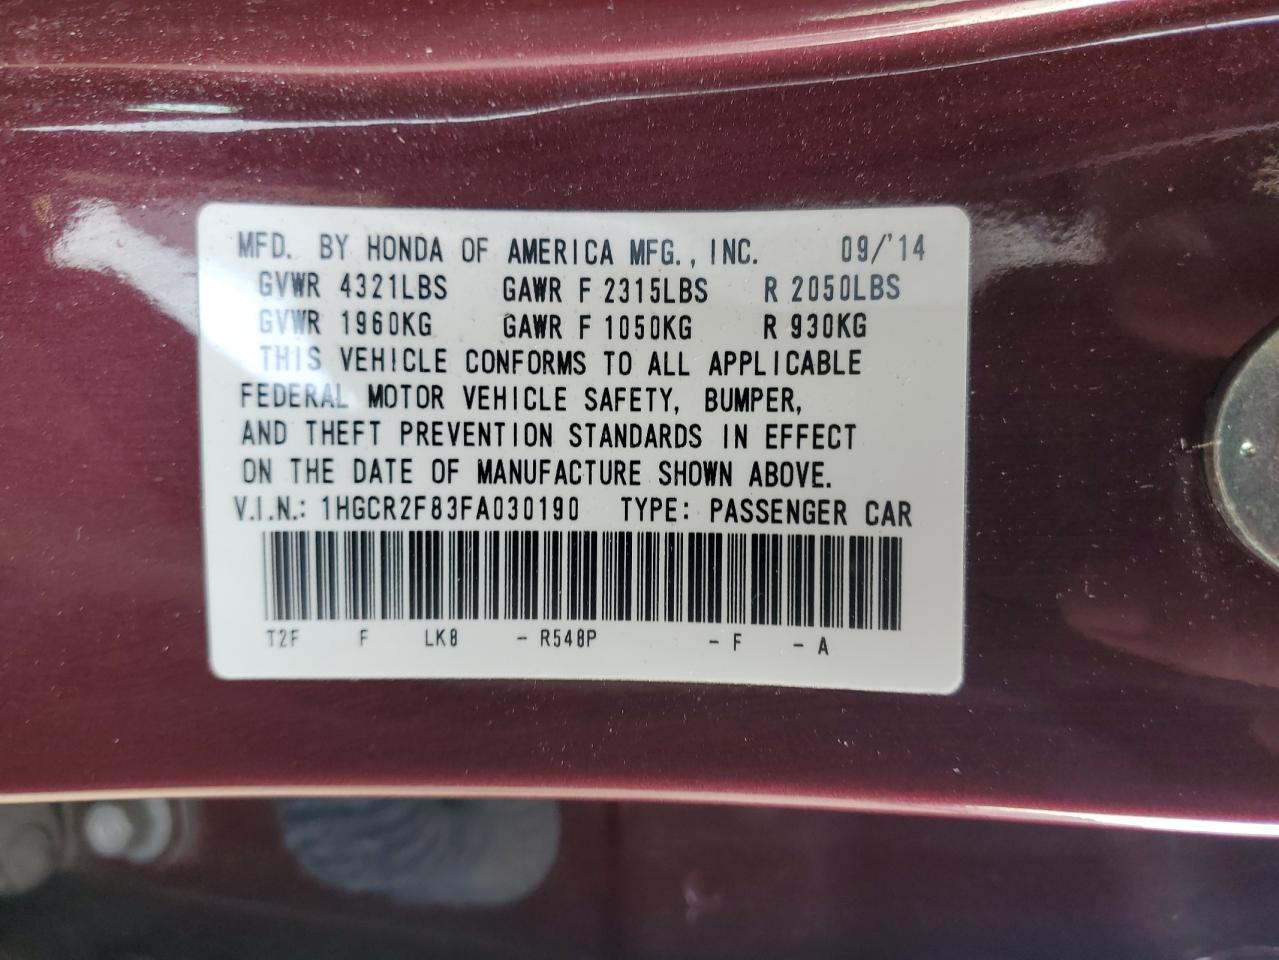 MFD. BY HONDA OF AMERICA MFG., INC. 09/'14
GVWR 4321LBS GAWR F 2315LBS R 2050LBS
GVWR 1960KG GAWR F 1050KG R 930KG
THIS VEHICLE CONFORMS TO ALL APPLICABLE
FEDERAL MOTOR VEHICLE SAFETY, BUMPER,
AND THEFT PREVENTION STANDARDS IN EFFECT
ON THE DATE OF MANUFACTURE SHOWN ABOVE.
V.I.N.: 1HGCR2F83FA030190 TYPE: PASSENGER CAR
T2F F LK8 - R548P - F - A